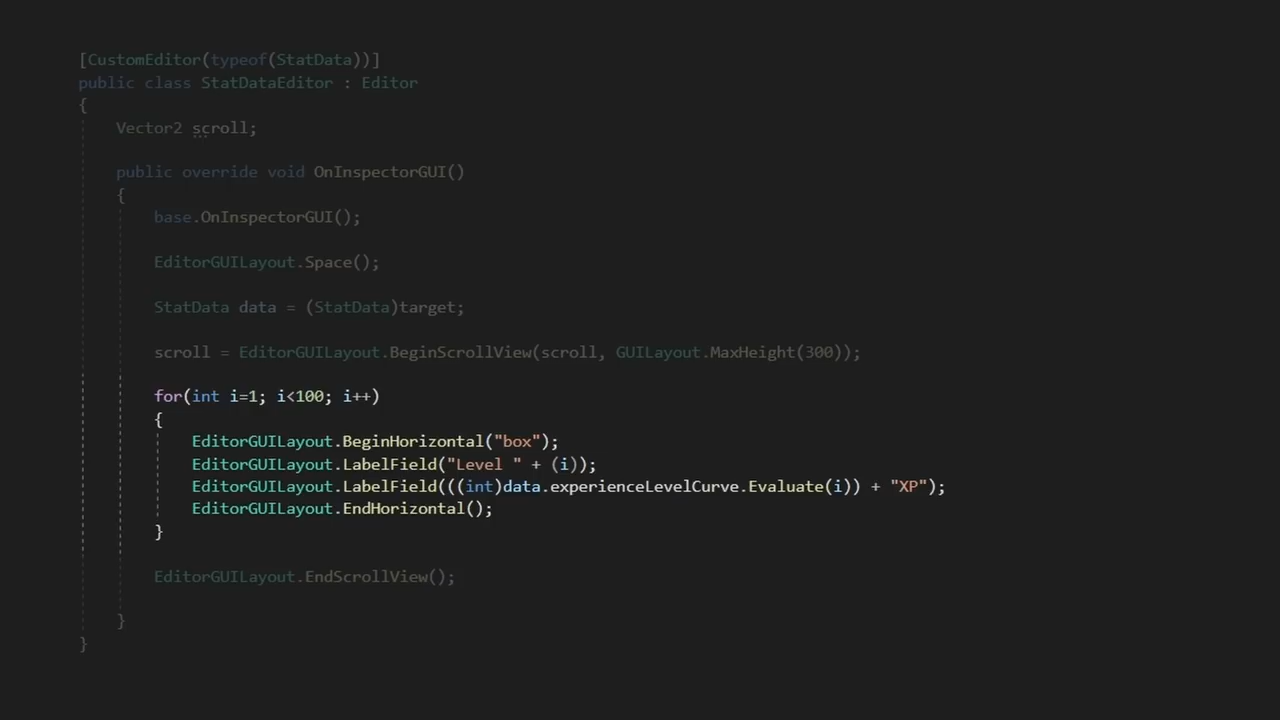 [CustomEditor(typeof(StatData))]
public class StatDataEditor : Editor
{
Vector2 scroll;
public override void OnInspectorGUI()
{
base.OnInspectorGUI();
EditorGUILayout.Space();
StatData data = (StatData)target;
scroll = EditorGUILayout.BeginScrollView(scroll, GUILayout.MaxHeight(300));
for(int i=1; i<100; i++)
{
EditorGUILayout.BeginHorizontal("box");
EditorGUILayout.LabelField("Level " + (i));
EditorGUILayout.LabelField(((int)data.experienceLevelCurve.Evaluate(i)) + "XP");
EditorGUILayout.EndHorizontal();
}
EditorGUILayout.EndScrollView();
}
}